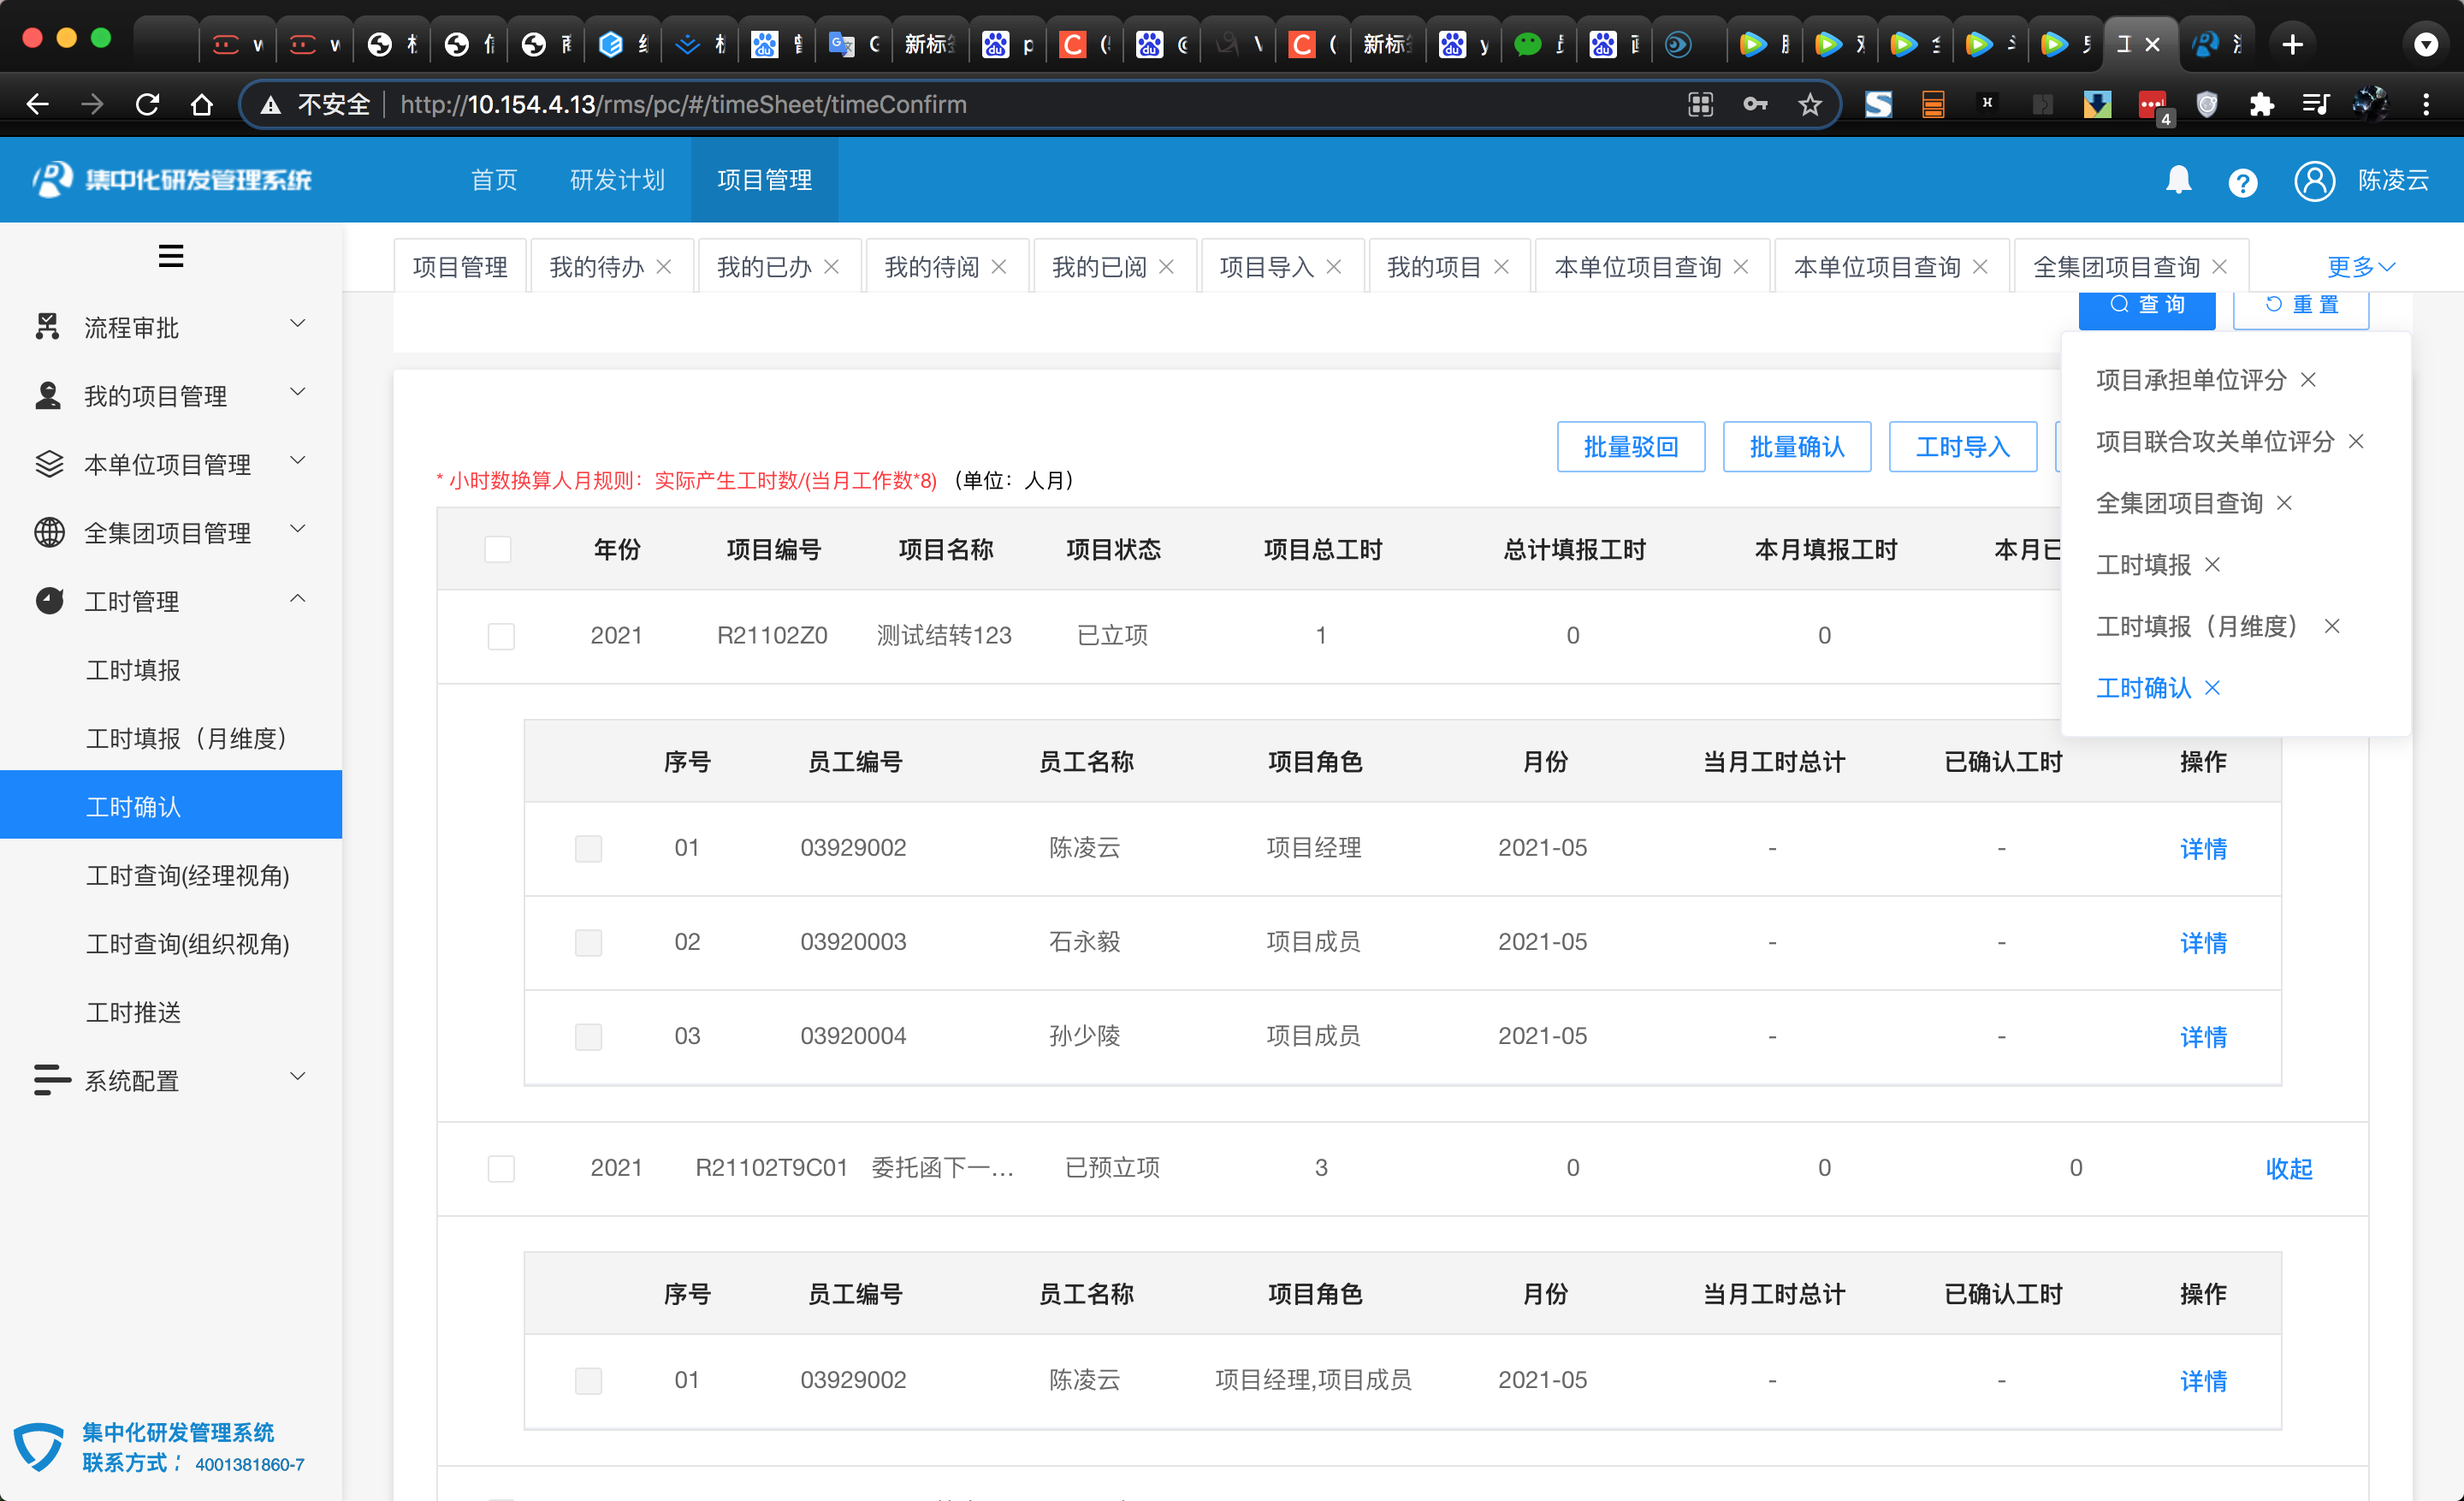 新标
新标
不安全 http://10.154.4.13/rms/pc/#/timeSheet/timeConfirm
4
集中化研发管理系统 首页 研发计划 项目管理 陈凌云
项目管理 我的待办 我的已办 我的待阅 我的已阅 项目导入 我的项目 本单位项目查询 本单位项目查询 全集团项目查询 更多
查 询 重 置
流程审批
我的项目管理
本单位项目管理
全集团项目管理
工时管理
工时填报
工时填报（月维度）
工时确认
工时查询(经理视角)
工时查询(组织视角)
工时推送
系统配置
集中化研发管理系统
联系方式： 4001381860-7
项目承担单位评分
项目联合攻关单位评分
全集团项目查询
工时填报
工时填报（月维度）
工时确认
批量驳回 批量确认 工时导入
* 小时数换算人月规则：实际产生工时数/(当月工作数*8) （单位：人月）
年份 项目编号 项目名称 项目状态 项目总工时 总计填报工时 本月填报工时 本月已
2021 R21102Z0 测试结转123 已立项 1 0 0
序号 员工编号 员工名称 项目角色 月份 当月工时总计 已确认工时 操作
01 03929002 陈凌云 项目经理 2021-05 - - 详情
02 03920003 石永毅 项目成员 2021-05 - - 详情
03 03920004 孙少陵 项目成员 2021-05 - - 详情
2021 R21102T9C01 委托函下一... 已预立项 3 0 0 0 收起
序号 员工编号 员工名称 项目角色 月份 当月工时总计 已确认工时 操作
01 03929002 陈凌云 项目经理,项目成员 2021-05 - - 详情